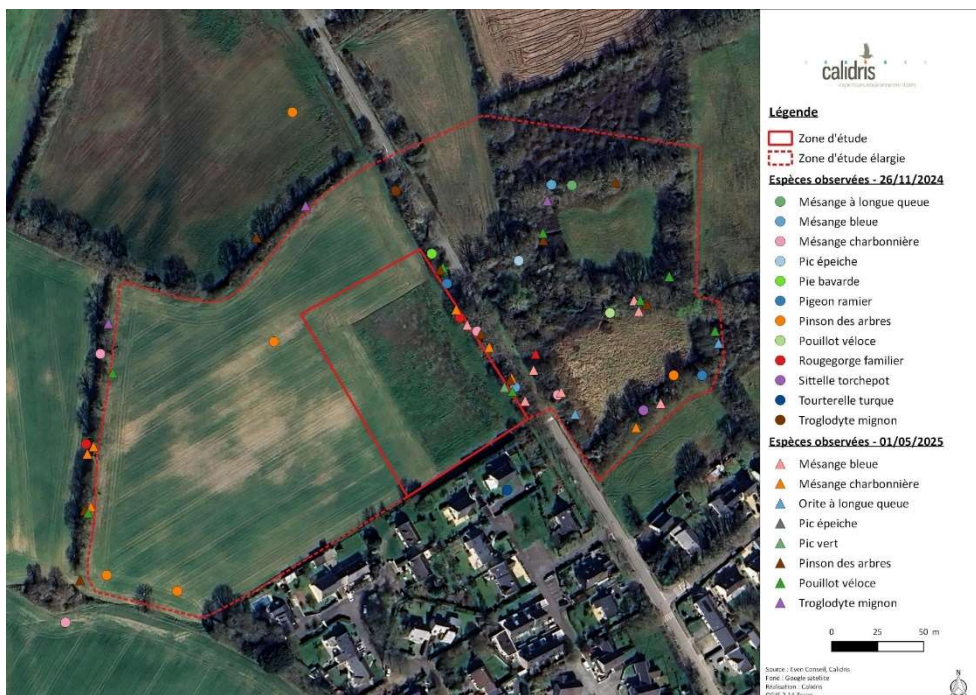 calidris
Légende
Zone d'étude
Zone d'étude élargie
Espèces observées - 26/11/2024
Mésange à longue queue
Mésange bleue
Mésange charbonnière
Pic épeiche
Pie bavarde
Pigeon ramier
Pinson des arbres
Pouillot véloce
Rougegorge familier
Sittelle torchepot
Tourterelle turque
Troglodyte mignon
Espèces observées - 01/05/2025
Mésange bleue
Mésange charbonnière
Orite à longue queue
Pic épeiche
Pic vert
Pinson des arbres
Pouillot véloce
Troglodyte mignon
0 25 50 m
Source : Even Conseil, Calidris
Fond : Google satellite
Réalisation : Calidris
N